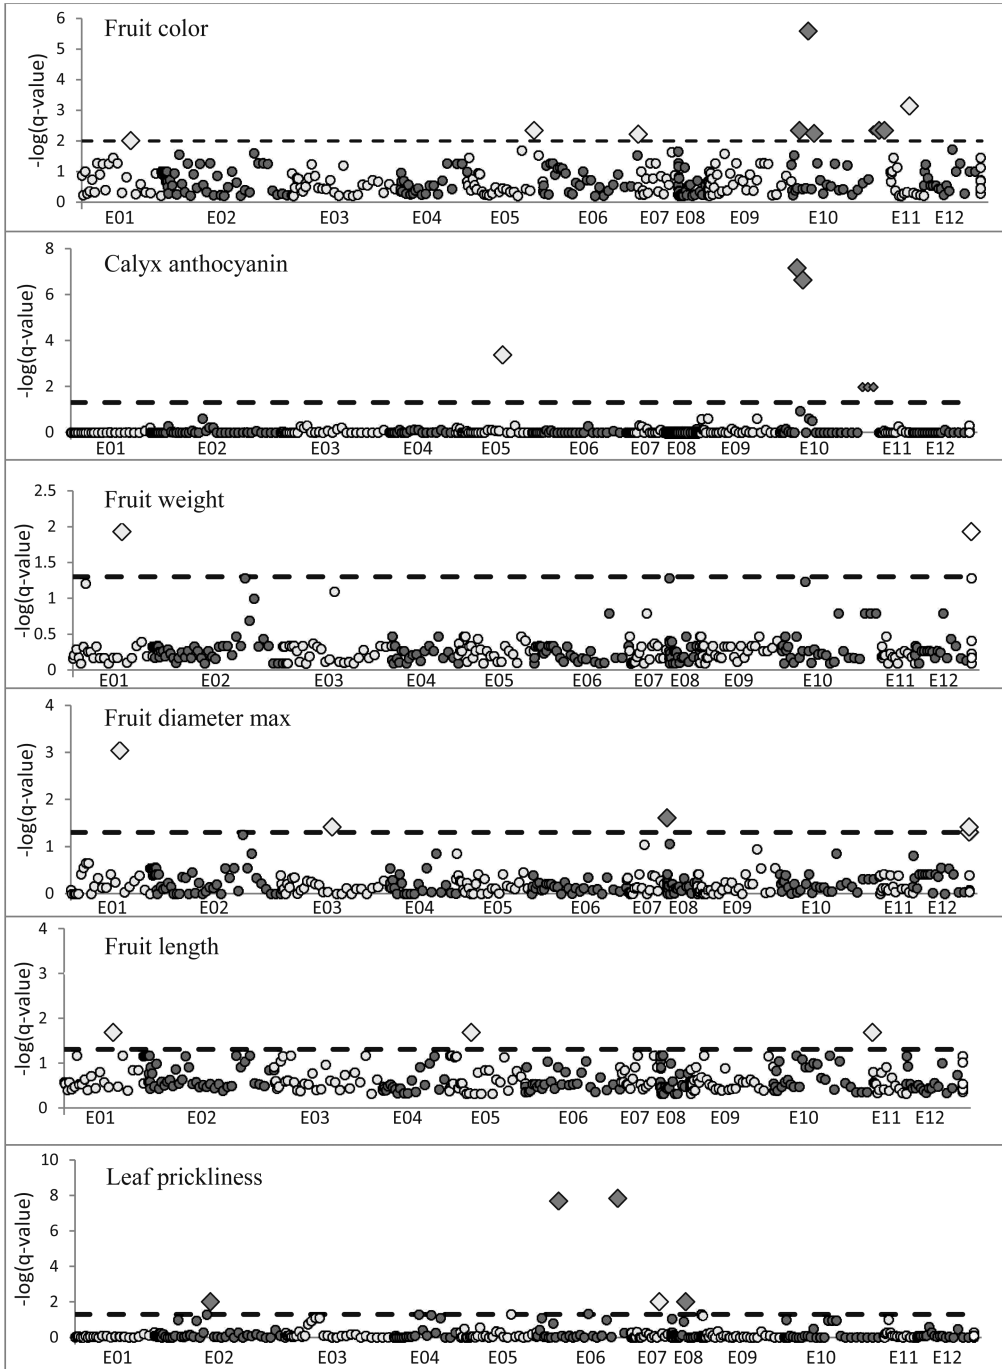 Fruit color
-log(q-value)
6
5
4
3
2
1
0
E01 E02 E03 E04 E05 E06 E07 E08 E09 E10 E11 E12
Calyx anthocyanin
-log(q-value)
8
6
4
2
0
E01 E02 E03 E04 E05 E06 E07 E08 E09 E10 E11 E12
Fruit weight
-log(q-value)
2.5
2
1.5
1
0.5
0
E01 E02 E03 E04 E05 E06 E07 E08 E09 E10 E11 E12
Fruit diameter max
-log(q-value)
4
3
2
1
0
E01 E02 E03 E04 E05 E06 E07 E08 E09 E10 E11 E12
Fruit length
-log(q-value)
4
3
2
1
0
E01 E02 E03 E04 E05 E06 E07 E08 E09 E10 E11 E12
Leaf prickliness
-log(q-value)
10
8
6
4
2
0
E01 E02 E03 E04 E05 E06 E07 E08 E09 E10 E11 E12